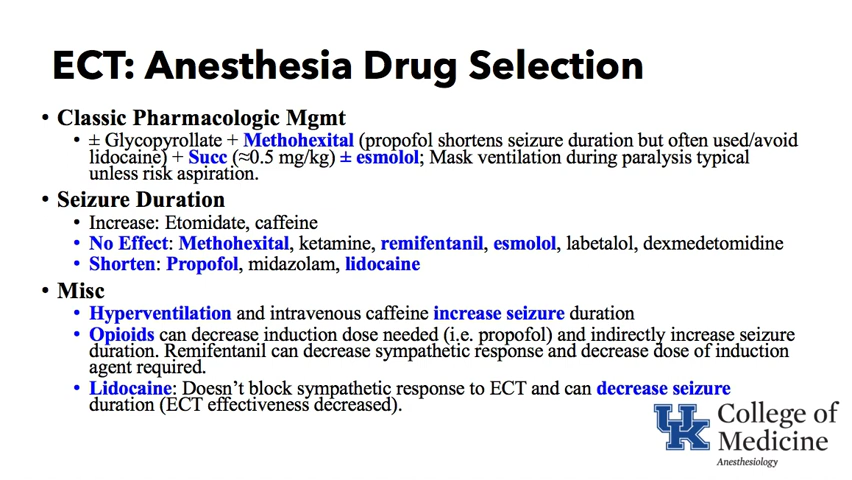 ECT: Anesthesia Drug Selection
• Classic Pharmacologic Mgmt
• ± Glycopyrollate + Methohexital (propofol shortens seizure duration but often used/avoid
lidocaine) + Succ (≈0.5 mg/kg) ± esmolol; Mask ventilation during paralysis typical
unless risk aspiration.
• Seizure Duration
• Increase: Etomidate, caffeine
• No Effect: Methohexital, ketamine, remifentanil, esmolol, labetalol, dexmedetomidine
• Shorten: Propofol, midazolam, lidocaine
• Misc
• Hyperventilation and intravenous caffeine increase seizure duration
• Opioids can decrease induction dose needed (i.e. propofol) and indirectly increase seizure
duration. Remifentanil can decrease sympathetic response and decrease dose of induction
agent required.
• Lidocaine: Doesn’t block sympathetic response to ECT and can decrease seizure
duration (ECT effectiveness decreased).
UK
College of
Medicine
Anesthesiology